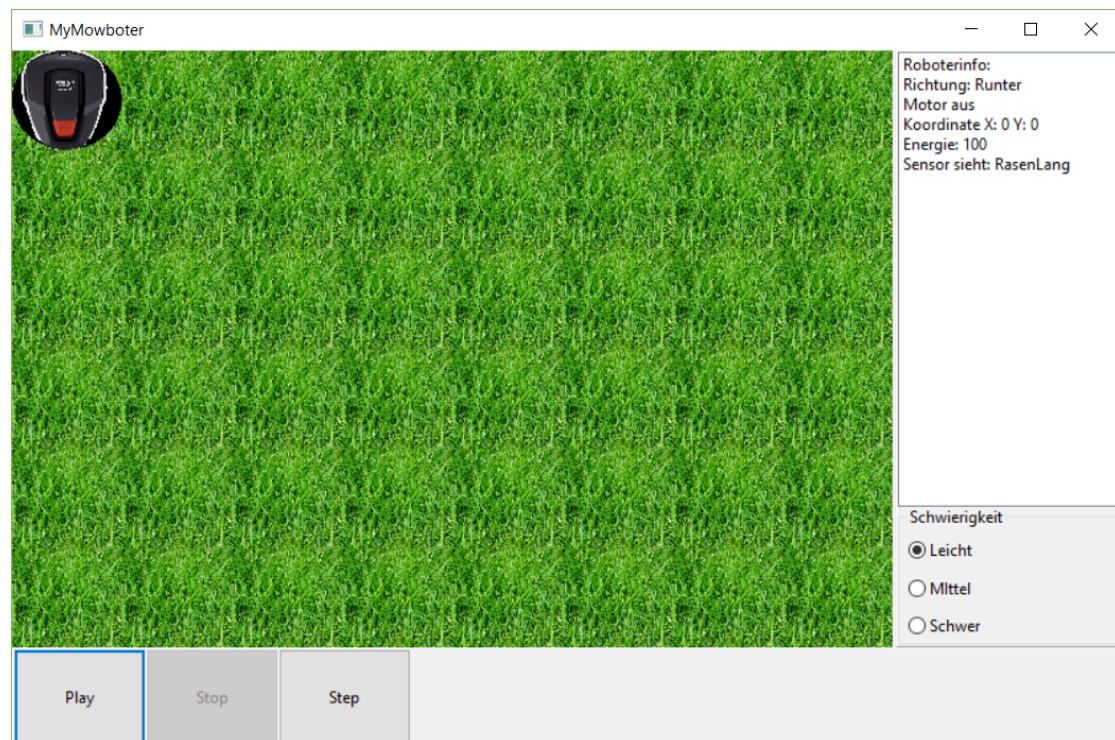 MyMowboter
Roboterinfo:
Richtung: Runter
Motor aus
Koordinate X: 0 Y: 0
Energie: 100
Sensor sieht: RasenLang
Schwierigkeit
Leicht
MIttel
Schwer
Play
Stop
Step